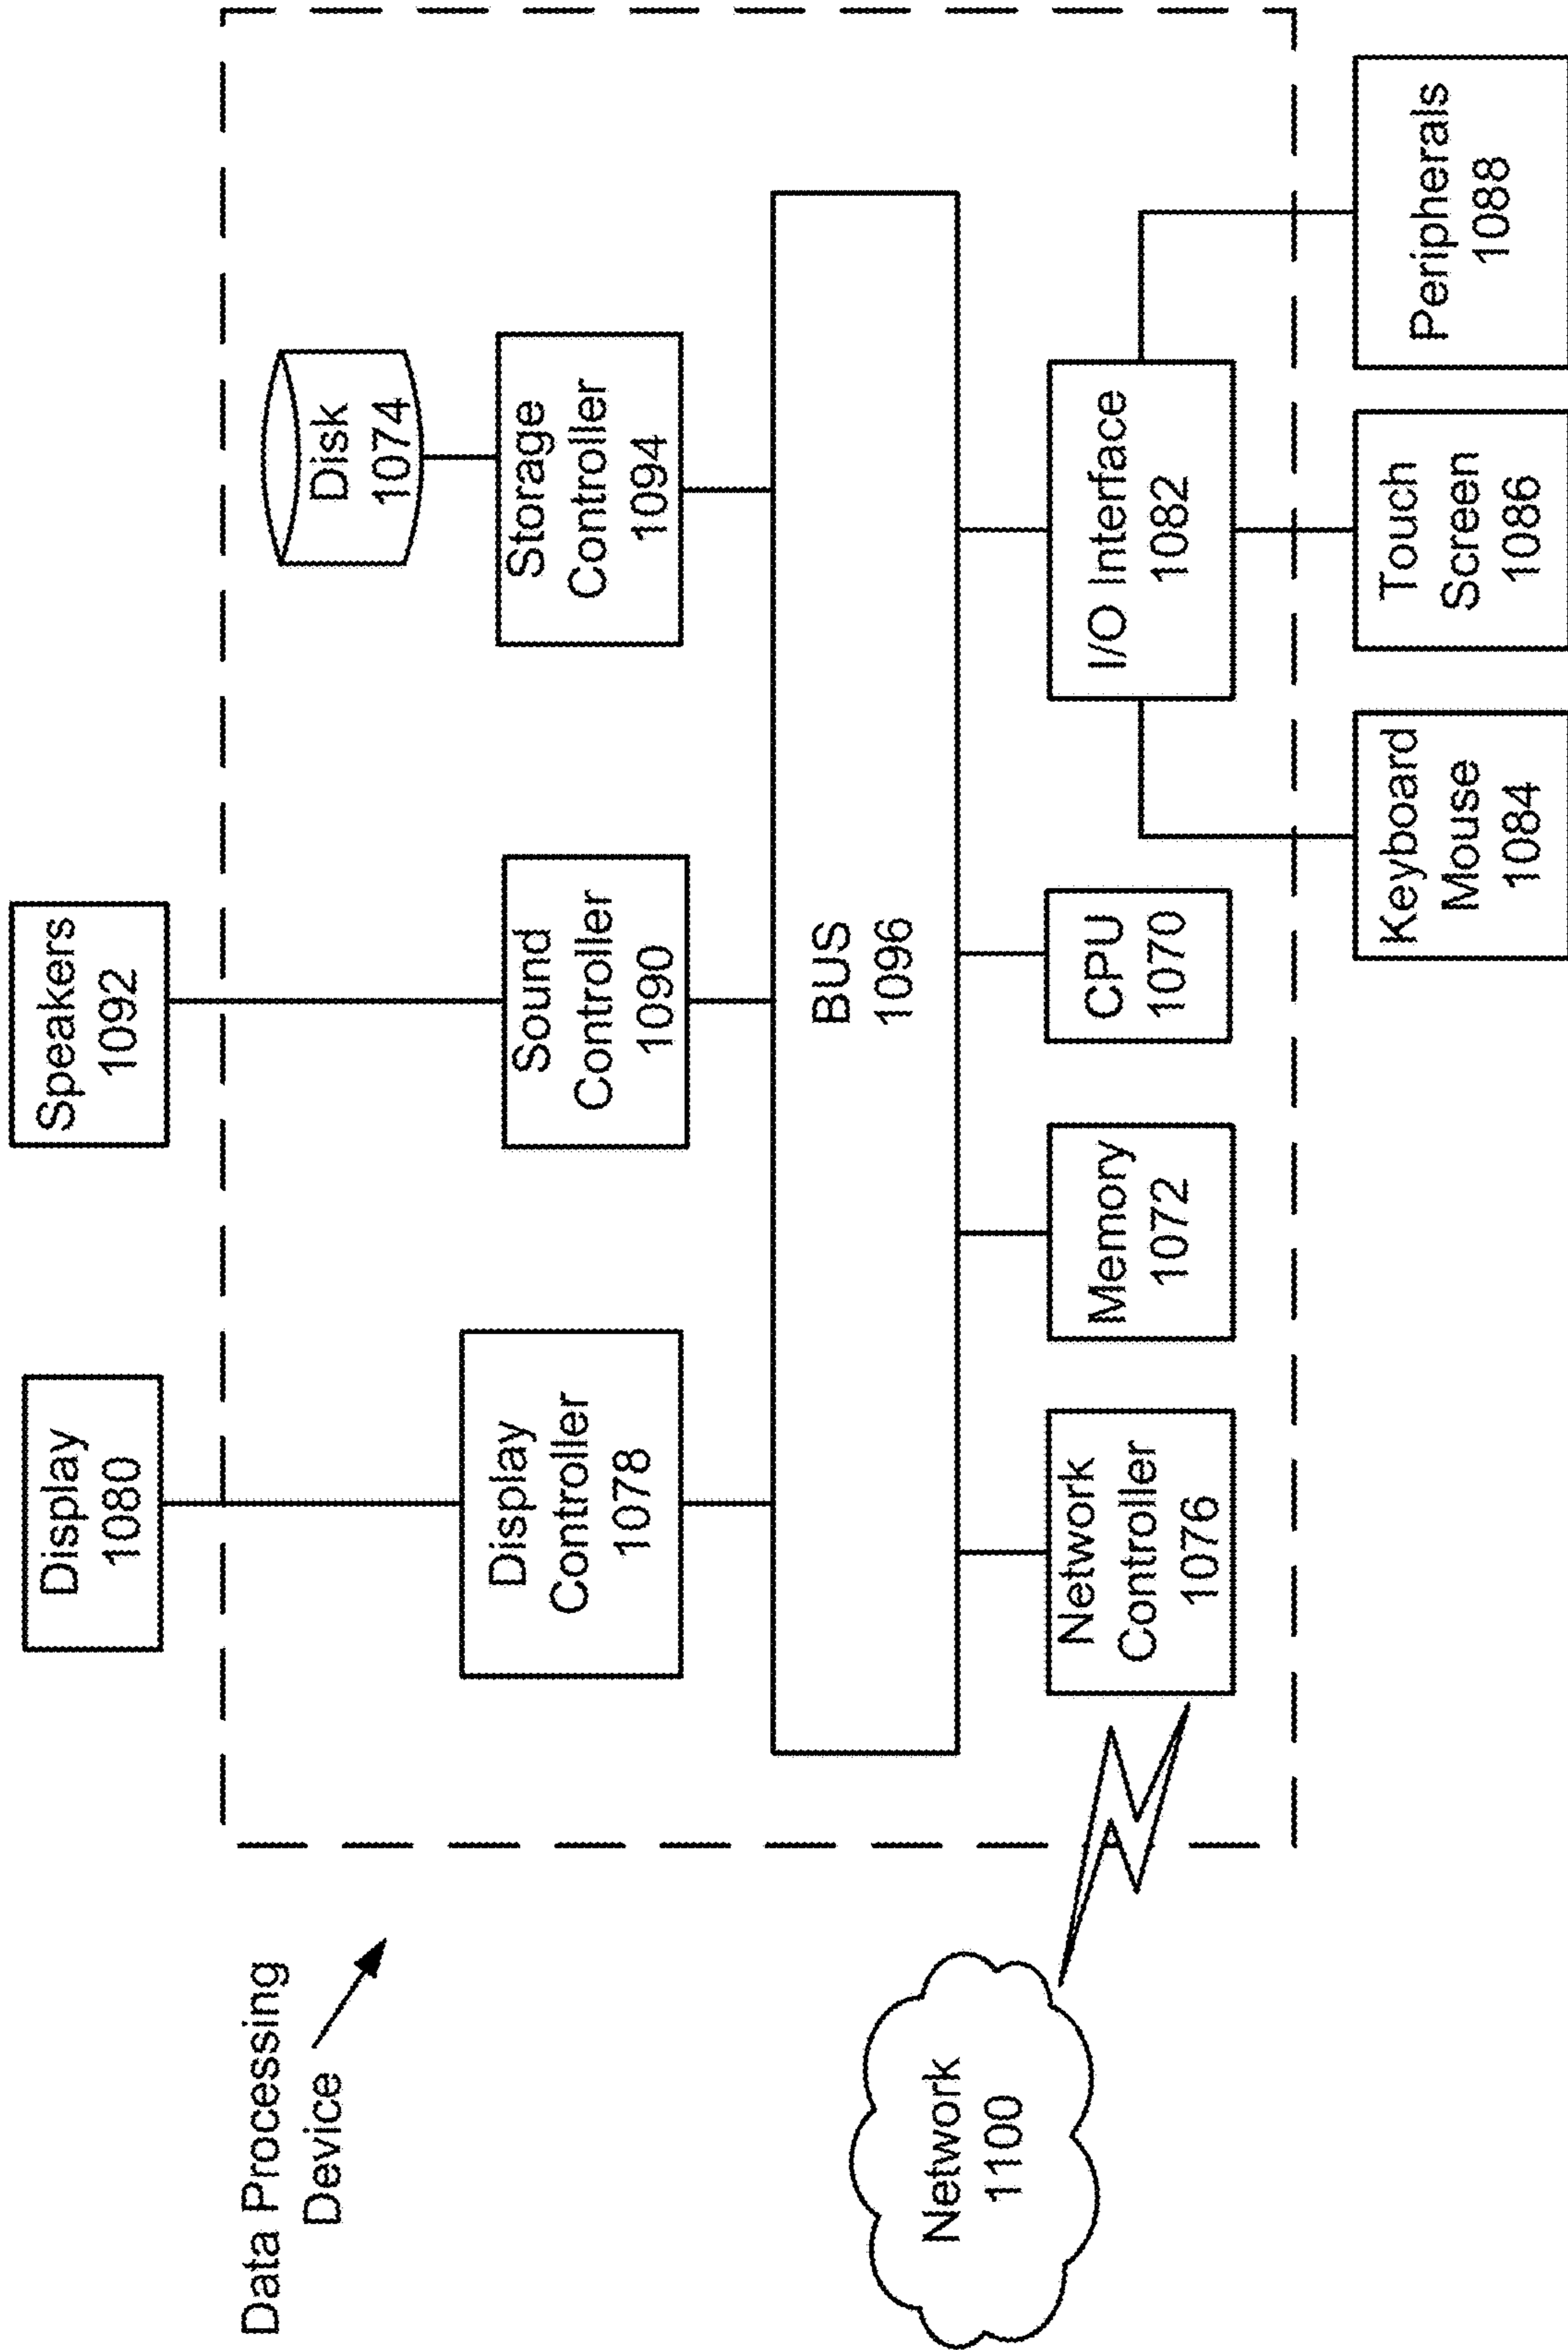 Data Processing
Device
Display
1080
Speakers
1092
Disk
1074
Display
Controller
1078
Sound
Controller
1090
Storage
Controller
1094
BUS
1096
Network
1100
Network
Controller
1076
Memory
1072
CPU
1070
I/O Interface
1082
Keyboard
Mouse
1084
Touch
Screen
1086
Peripherals
1088